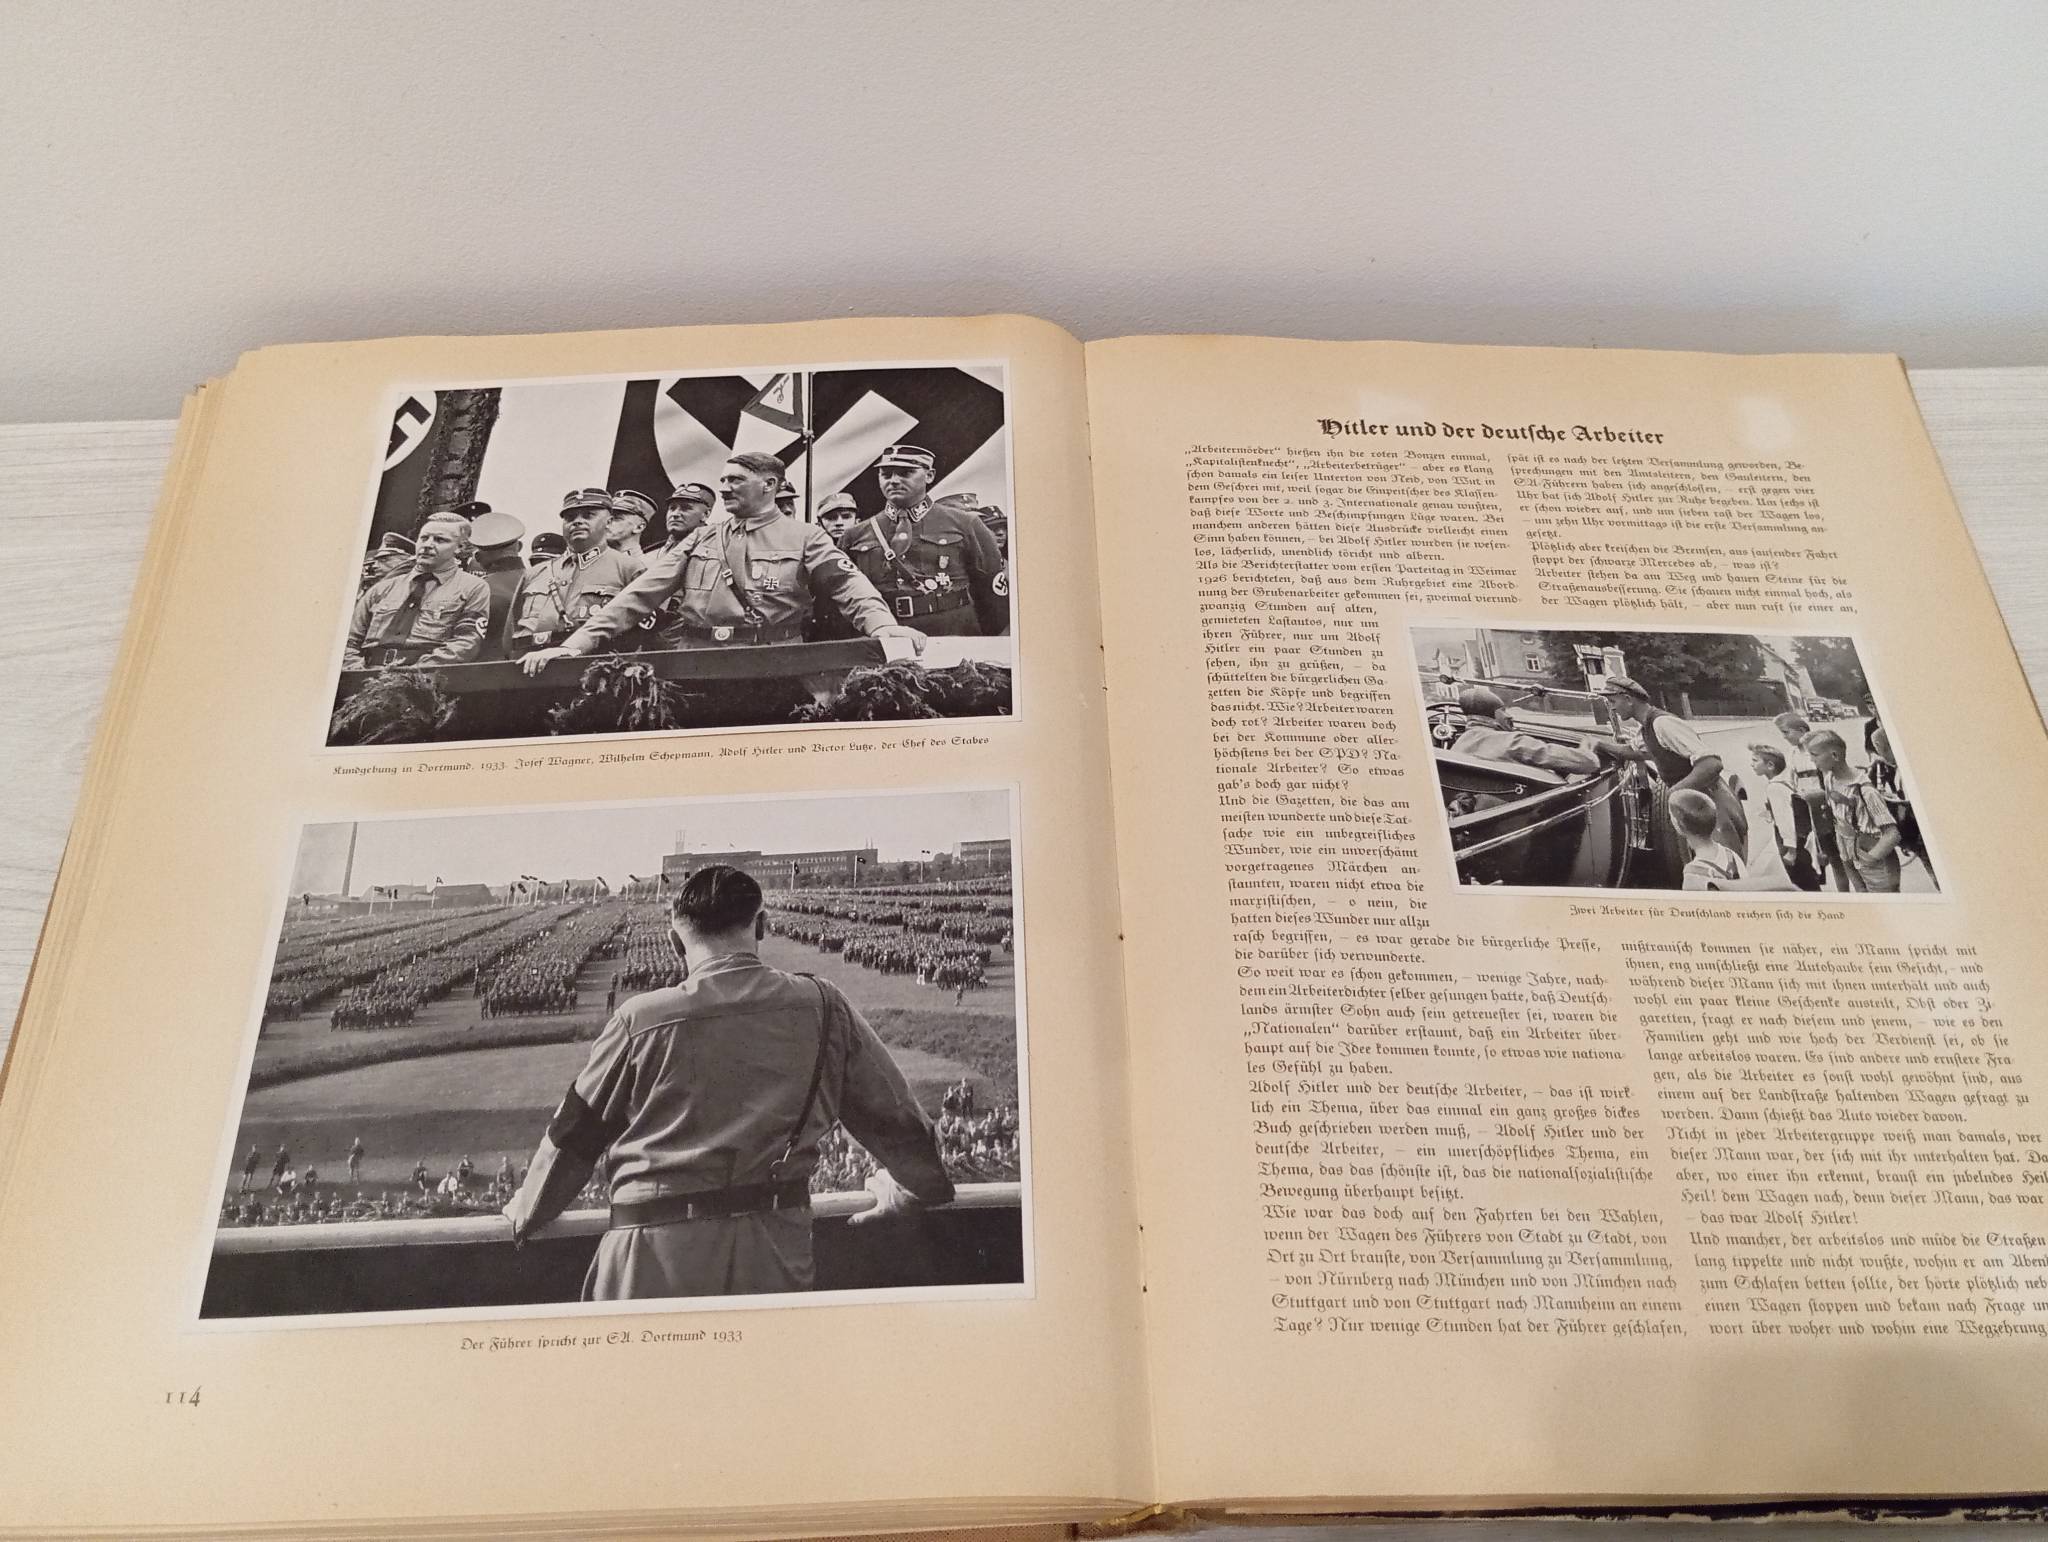 Kundgebung in Dortmund. 1933. Josef Wagner, Wilhelm Schepmann, Adolf Hitler und Victor Lutze, der Chef des Stabes
Der Führer spricht zur SA. Dortmund 1933
114
Hitler und der deutsche Arbeiter
„Arbeitermörder“ hießen ihn die roten Bonzen einmal,
„Kapitalistenknecht“, „Arbeiterbetrüger“ – aber es klang
schon damals ein leiser Unterton von Neid, von Wut in
dem Geschrei mit, weil sogar die Einpeitscher des Klassen-
kampfes von der 2. und 3. Internationale genau wußten,
daß diese Worte und Beschimpfungen Lüge waren. Bei
manchem anderen hätten diese Ausdrücke vielleicht einen
Sinn haben können, – bei Adolf Hitler wurden sie wesen-
los, lächerlich, unendlich töricht und albern.
Als die Berichterstatter vom ersten Parteitag in Weimar
1926 berichteten, daß aus dem Ruhrgebiet eine Abord-
nung der Grubenarbeiter gekommen sei, zweimal vierund-
zwanzig Stunden auf alten,
gemieteten Lastautos, nur um
ihren Führer, nur um Adolf
Hitler ein paar Stunden zu
sehen, ihn zu grüßen, – da
schüttelten die bürgerlichen Ga-
zetten die Köpfe und begriffen
das nicht. Wie? Arbeiter waren
doch rot? Arbeiter waren doch
bei der Kommune oder aller-
höchstens bei der SPD? Na-
tionale Arbeiter? So etwas
gab's doch gar nicht?
Und die Gazetten, die das am
meisten wunderte und diese Tat-
sache wie ein unbegreifliches
Wunder, wie ein unverschämt
vorgetragenes Märchen an-
staunten, waren nicht etwa die
marxistischen, – o nein, die
hatten dieses Wunder nur allzu
rasch begriffen, – es war gerade die bürgerliche Presse,
die darüber sich verwunderte.
So weit war es schon gekommen, – wenige Jahre, nach-
dem ein Arbeiterdichter selber gesungen hatte, daß Deutsch-
lands ärmster Sohn auch sein getreuester sei, waren die
„Nationalen“ darüber erstaunt, daß ein Arbeiter über-
haupt auf die Idee kommen konnte, so etwas wie nationa-
les Gefühl zu haben.
Adolf Hitler und der deutsche Arbeiter, – das ist wirk-
lich ein Thema, über das einmal ein ganz großes dickes
Buch geschrieben werden muß, – Adolf Hitler und der
deutsche Arbeiter, – ein unerschöpfliches Thema, ein
Thema, das das schönste ist, das die nationalsozialistische
Bewegung überhaupt besitzt.
Wie war das doch auf den Fahrten bei den Wahlen,
wenn der Wagen des Führers von Stadt zu Stadt, von
Ort zu Ort brauste, von Versammlung zu Versammlung,
– von Nürnberg nach München und von München nach
Stuttgart und von Stuttgart nach Mannheim an einem
Tage? Nur wenige Stunden hat der Führer geschlafen,
spät ist es nach der letzten Versammlung geworden, Be-
sprechungen mit den Amtsleitern, den Gauleitern, den
SA-Führern haben sich angeschlossen, – erst gegen vier
Uhr hat sich Adolf Hitler zur Ruhe begeben. Um sechs ist
er schon wieder auf, und um sieben rast der Wagen los,
– um zehn Uhr vormittags ist die erste Versammlung an-
gesetzt.
Plötzlich aber kreischen die Bremsen, aus sausender Fahrt
stoppt der schwarze Mercedes ab, – was ist?
Arbeiter stehen da am Weg und hauen Steine für die
Straßenausbesserung. Sie schauen nicht einmal hoch, als
der Wagen plötzlich hält, – aber nun ruft sie einer an,
Zwei Arbeiter für Deutschland reichen sich die Hand
mißtrauisch kommen sie näher, ein Mann spricht mit
ihnen, eng umschließt eine Autohaube sein Gesicht, – und
während dieser Mann sich mit ihnen unterhält und auch
wohl ein paar kleine Geschenke austeilt, Obst oder Zi-
garetten, fragt er nach diesem und jenem, – wie es den
Familien geht und wie hoch der Verdienst sei, ob sie
lange arbeitslos waren. Es sind andere und ernstere Fra-
gen, als die Arbeiter es sonst wohl gewöhnt sind, aus
einem auf der Landstraße haltenden Wagen gefragt zu
werden. Dann schießt das Auto wieder davon.
Nicht in jeder Arbeitergruppe weiß man damals, wer
dieser Mann war, der sich mit ihr unterhalten hat. Da
aber, wo einer ihn erkennt, braust ein jubelndes Heil
Heil! dem Wagen nach, denn dieser Mann, das war
– das war Adolf Hitler!
Und mancher, der arbeitslos und müde die Straßen
lang tippelte und nicht wußte, wohin er am Aben
zum Schlafen betten sollte, der hörte plötzlich neb
einen Wagen stoppen und bekam nach Frage un
wort über woher und wohin eine Wegzehrung